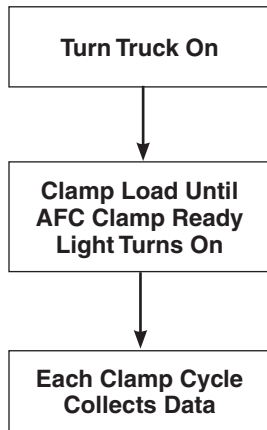 Turn Truck On
Clamp Load Until
AFC Clamp Ready
Light Turns On
Each Clamp Cycle
Collects Data